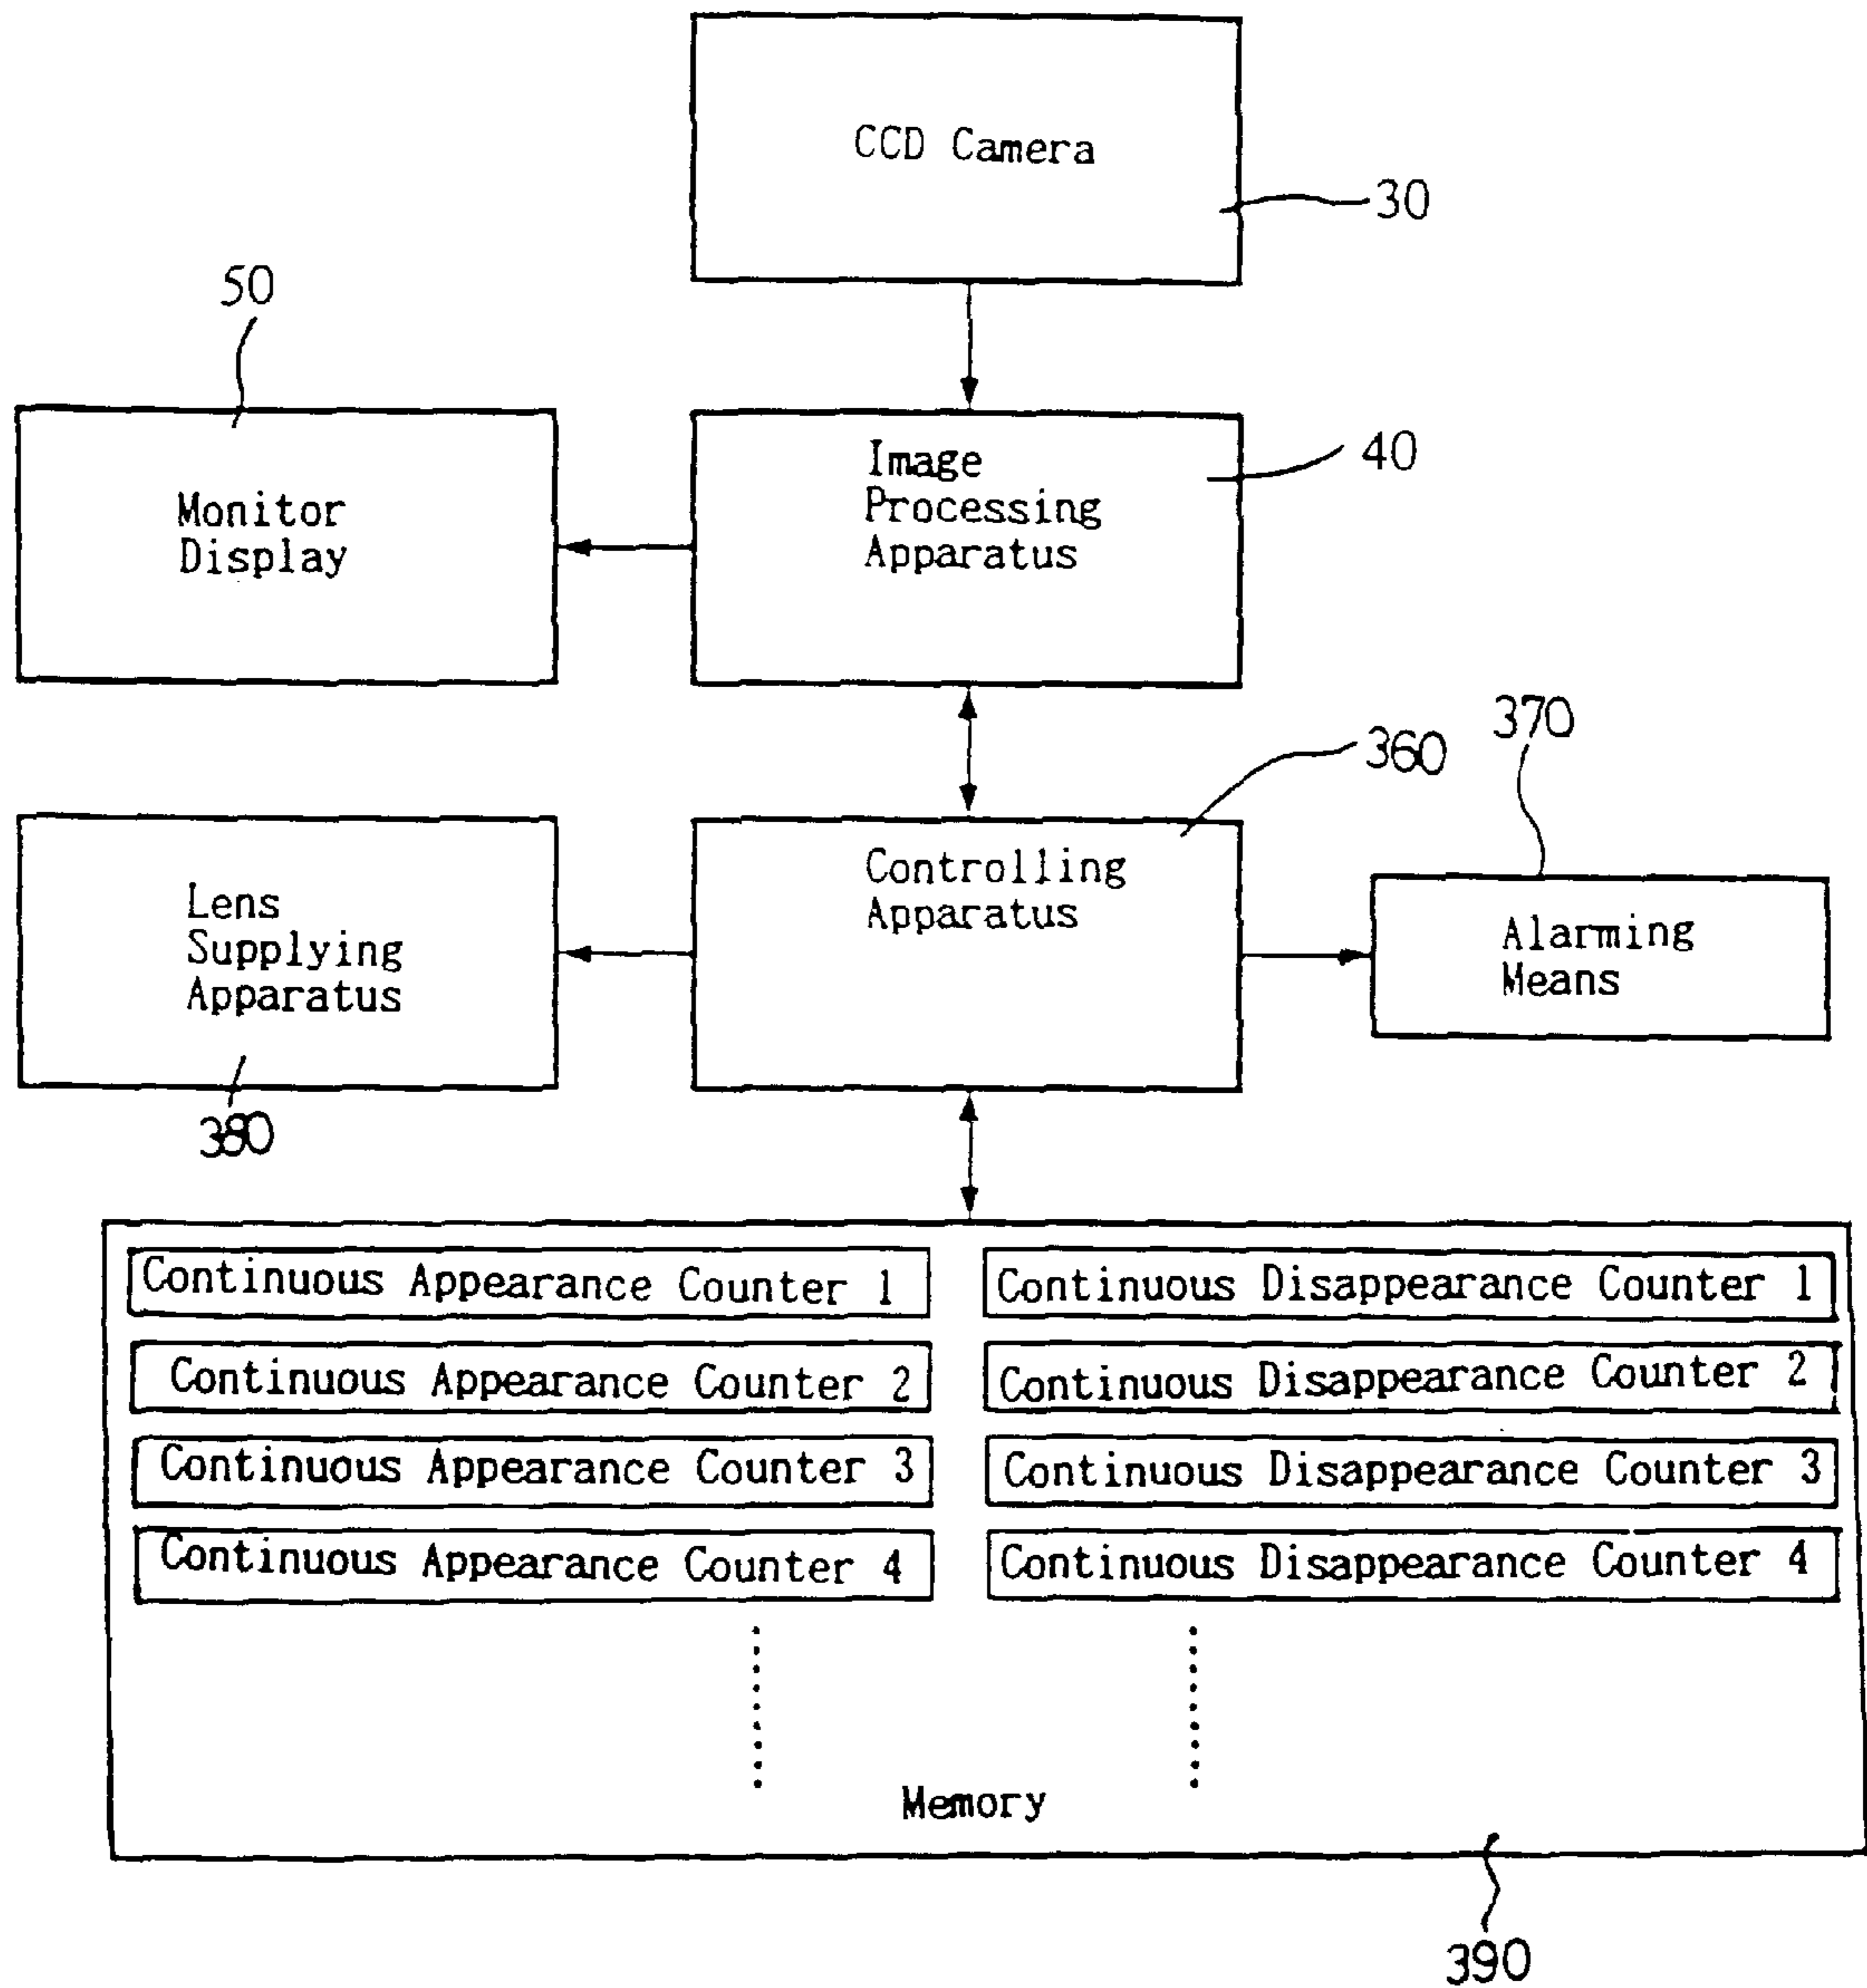 CCD Camera
30
50
Monitor
Display
Image
Processing
Apparatus
40
360
370
Lens
Supplying
Apparatus
380
Controlling
Apparatus
Alarming
Means
Continuous Appearance Counter 1
Continuous Disappearance Counter 1
Continuous Appearance Counter 2
Continuous Disappearance Counter 2
Continuous Appearance Counter 3
Continuous Disappearance Counter 3
Continuous Appearance Counter 4
Continuous Disappearance Counter 4
Memory
390